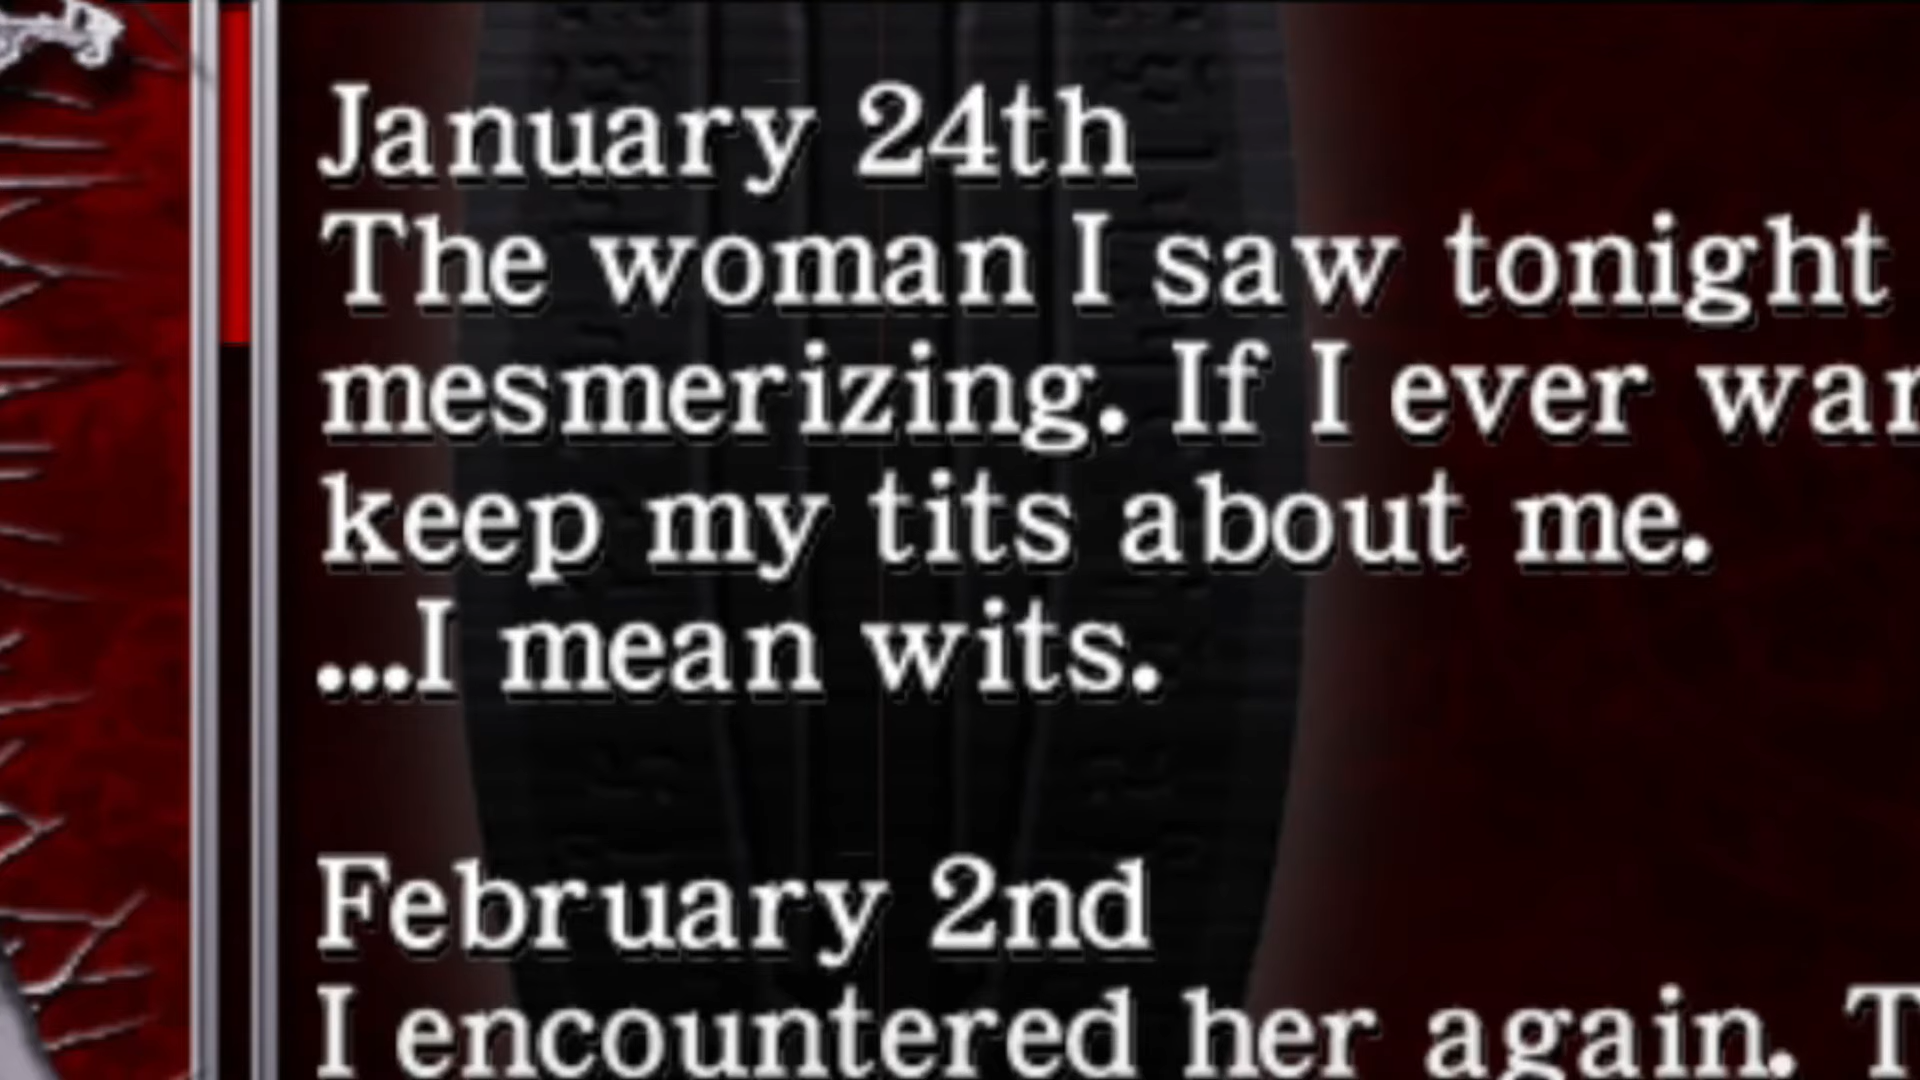 January 24th
The woman I saw tonight
mesmerizing. If I ever
keep my tits about me.
...I mean wits.
February 2nd
I encountered her again.